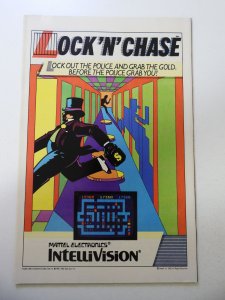 LOCK'N'CHASE
LOCK OUT THE POLICE AND GRAB THE GOLD.
BEFORE THE POLICE GRAB YOU!
$
MATTEL ELECTRONICS®
INTELLIVISION®